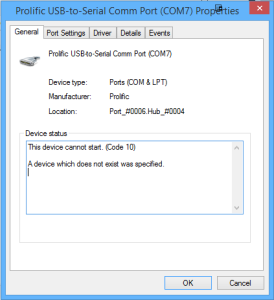 Prolific USB-to-Serial Comm Port (COM7) Properties
General Port Settings Driver Details Events
Prolific USB-to-Serial Comm Port (COM7)
Device type: Ports (COM & LPT)
Manufacturer: Prolific
Location: Port_#0006.Hub_#0004
Device status
This device cannot start. (Code 10)
A device which does not exist was specified.
OK Cancel